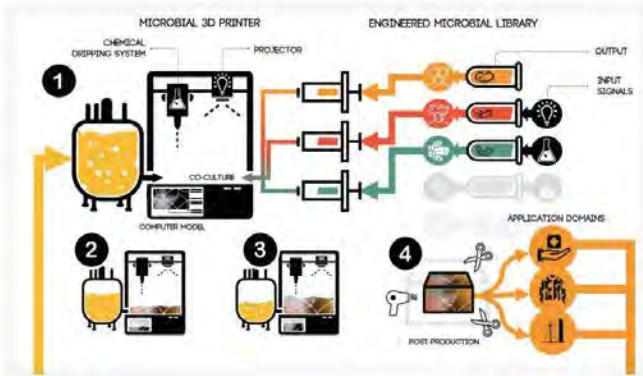 MICROBIAL 3D PRINTER
ENGINEERED MICROBIAL LIBRARY
CHEMICAL
DRIPPING SYSTEM
PROJECTOR
OUTPUT
INPUT
SIGNALS
1
CO-CULTURE
COMPUTER MODEL
2
3
4
APPLICATION DOMAINS
POST-PRODUCTION